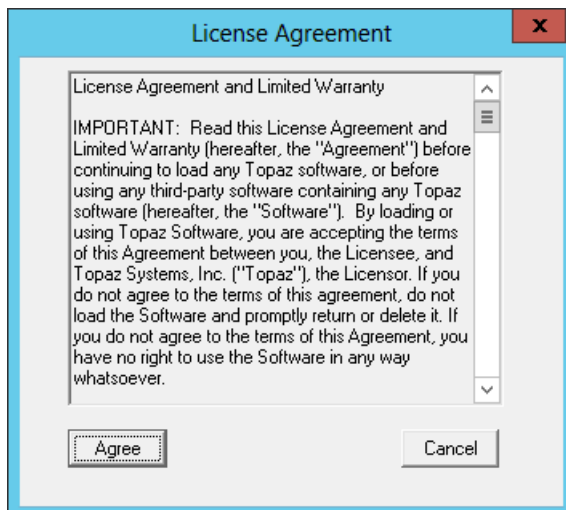 License Agreement
x
License Agreement and Limited Warranty
IMPORTANT:  Read this License Agreement and
Limited Warranty (hereafter, the "Agreement") before
continuing to load any Topaz software, or before
using any third-party software containing any Topaz
software (hereafter, the "Software").  By loading or
using Topaz Software, you are accepting the terms
of this Agreement between you, the Licensee, and
Topaz Systems, Inc. ("Topaz"), the Licensor. If you
do not agree to the terms of this agreement, do not
load the Software and promptly return or delete it. If
you do not agree to the terms of this Agreement, you
have no right to use the Software in any way
whatsoever.
Agree
Cancel